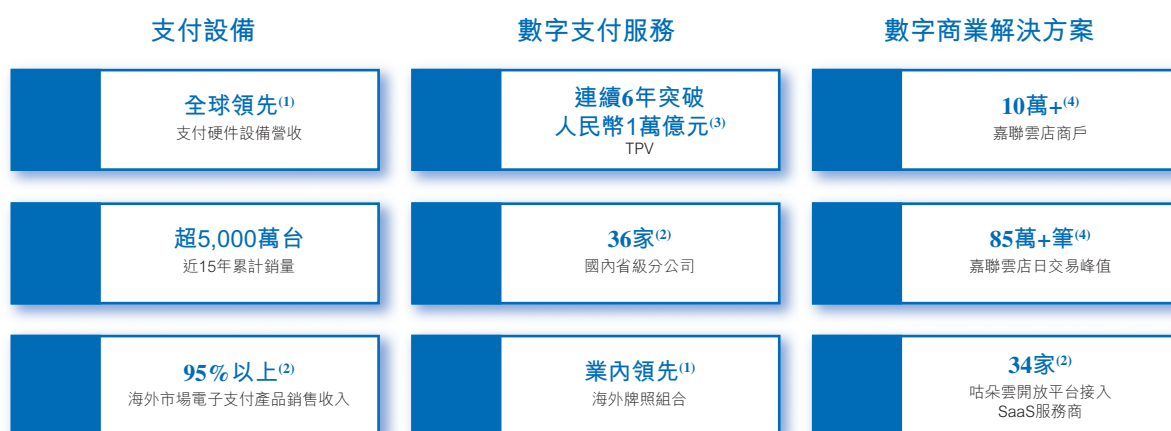 支付設備
全球領先(1)
支付硬件設備營收
超5,000萬台
近15年累計銷量
95%以上(2)
海外市場電子支付產品銷售收入
數字支付服務
連續6年突破
人民幣1萬億元(3)
TPV
36家(2)
國內省級分公司
業內領先(1)
海外牌照組合
數字商業解決方案
10萬+(4)
嘉聯雲店商戶
85萬+筆(4)
嘉聯雲店日交易峰值
34家(2)
咕朵雲開放平台接入
SaaS服務商